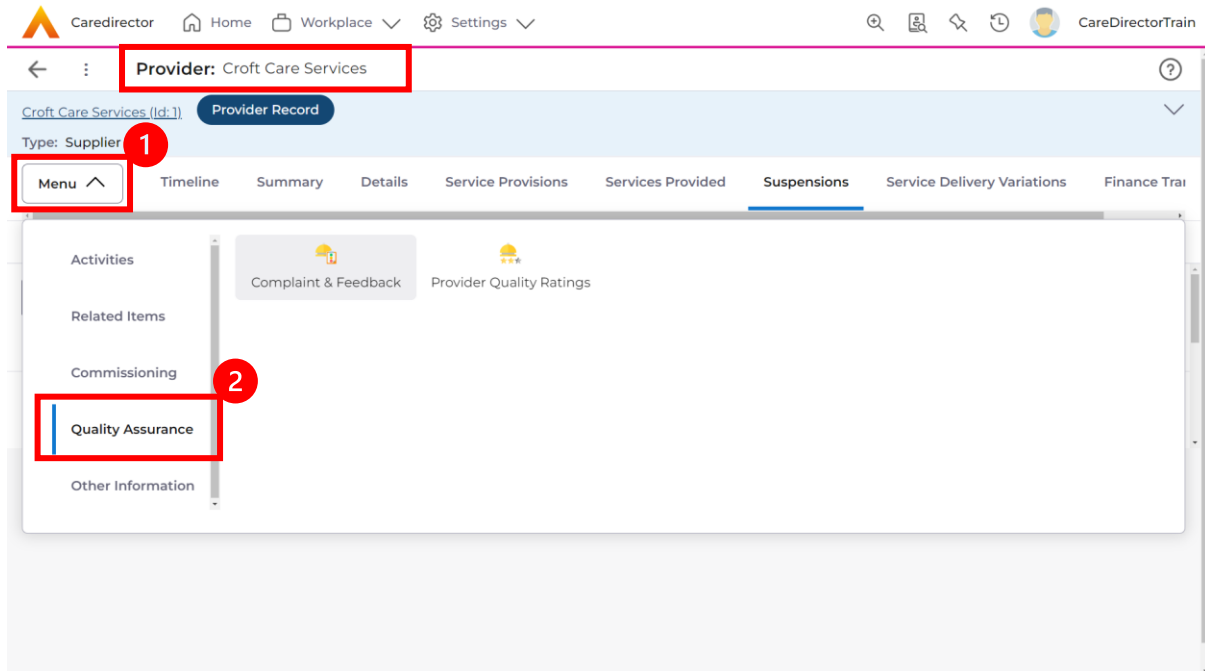 Caredirector Home Workplace Settings CareDirectorTrain
Provider: Croft Care Services
Croft Care Services (Id: 1) Provider Record
Type: Supplier
1
Menu Timeline Summary Details Service Provisions Services Provided Suspensions Service Delivery Variations Finance Trar
Activities
Complaint & Feedback Provider Quality Ratings
Related Items
Commissioning
2
Quality Assurance
Other Information